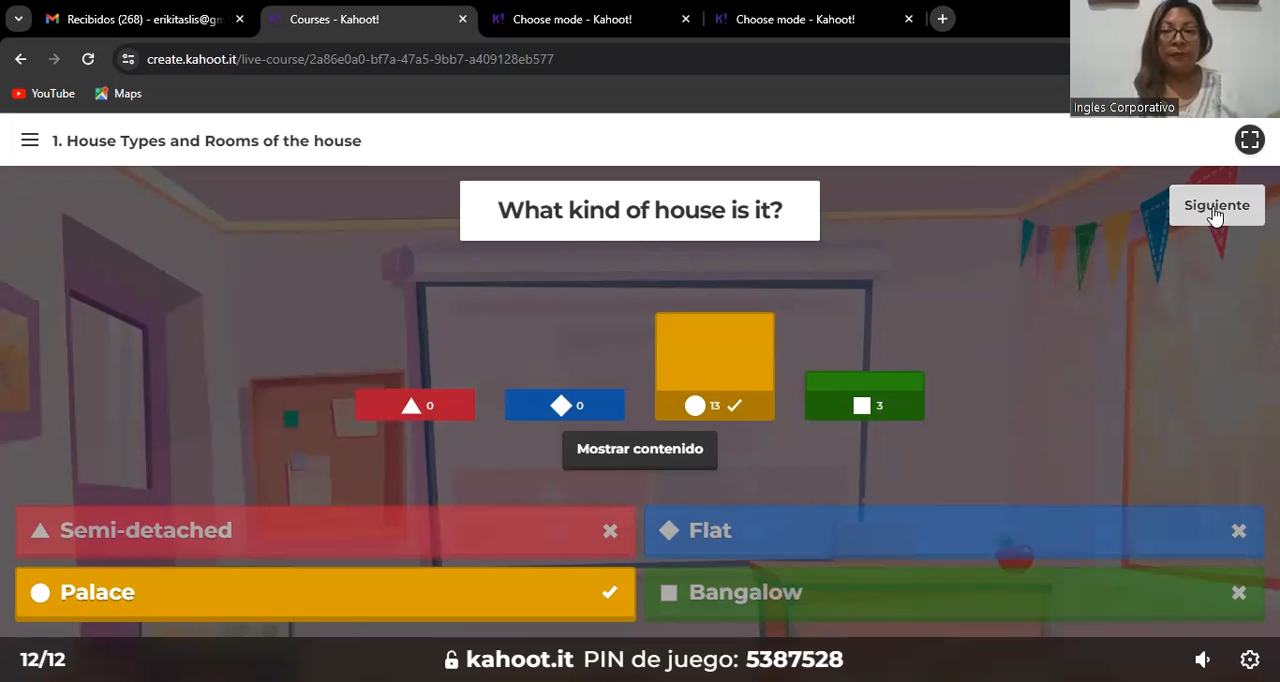 Recibidos (268) - erikitaslis@gm
Courses - Kahoot!
Choose mode - Kahoot!
Choose mode - Kahoot!
create.kahoot.it/live-course/2a86e0a0-bf7a-47a5-9bb7-a409128eb577
YouTube
Maps
Ingles Corporativo
1. House Types and Rooms of the house
What kind of house is it?
Siguiente
0
0
13
3
Mostrar contenido
Semi-detached
Flat
Palace
Bangalow
12/12
kahoot.it PIN de juego: 5387528